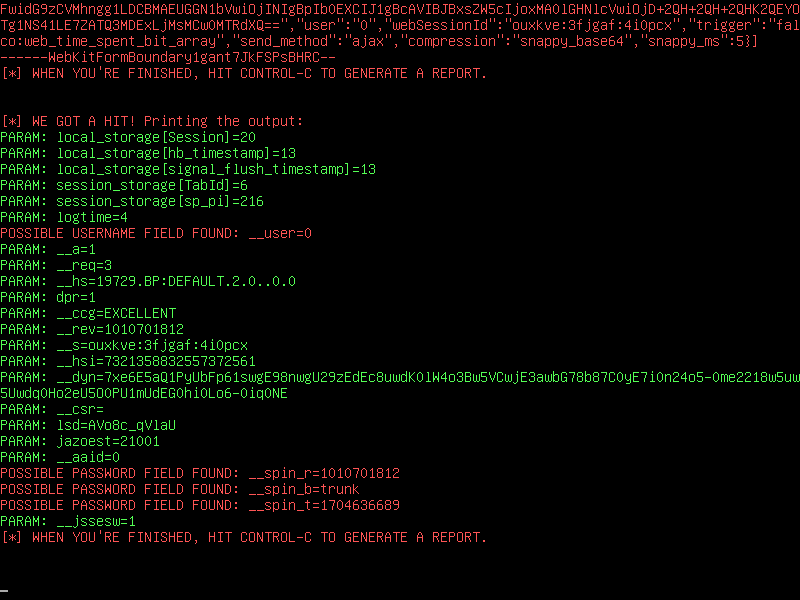 FwidG9zCVMhngg1LDCBMAEUGGN1bVwiOjINIgBpIbOEXCIJ1gBcAVIBJBxsZW5cIjoxMA0lGHNlcVwiOjD+2QH+2QH+2QHK2QEYO
Tg1NS41LE7ZATQ3MDExLjMsMCwOMTRdXQ==","user":"0","webSessionId":"ouxkve:3fjgaf:4i0pcx","trigger":"fal
co:web_time_spent_bit_array","send_method":"ajax","compression":"snappy_base64","snappy_ms":5}]
------WebKitFormBoundary1gant7JkFSPsBHRC--
[*] WHEN YOU'RE FINISHED, HIT CONTROL-C TO GENERATE A REPORT.
[*] WE GOT A HIT! Printing the output:
PARAM: local_storage[Session]=20
PARAM: local_storage[hb_timestamp]=13
PARAM: local_storage[signal_flush_timestamp]=13
PARAM: session_storage[TabId]=6
PARAM: session_storage[sp_pi]=216
PARAM: logtime=4
POSSIBLE USERNAME FIELD FOUND: __user=0
PARAM: __a=1
PARAM: __req=3
PARAM: __hs=19729.BP:DEFAULT.2.0..0.0
PARAM: dpr=1
PARAM: __ccg=EXCELLENT
PARAM: __rev=1010701812
PARAM: __s=ouxkve:3fjgaf:4i0pcx
PARAM: __hsi=7321358832557372561
PARAM: __dyn=7xe6E5aQ1PyUbFp61swgE98nwgU29zEdEc8uwdK0lW4o3Bw5VCwjE3awbG78b87C0yE7i0n24o5-0me2218w5uw
5Uwdq0Ho2eU5O0PU1mUdEG0hi0Lo6-0iq0NE
PARAM: __csr=
PARAM: lsd=AVo8c_qVlaU
PARAM: jazoest=21001
PARAM: __aaid=0
POSSIBLE PASSWORD FIELD FOUND: __spin_r=1010701812
POSSIBLE PASSWORD FIELD FOUND: __spin_b=trunk
POSSIBLE PASSWORD FIELD FOUND: __spin_t=1704636689
PARAM: __jssesw=1
[*] WHEN YOU'RE FINISHED, HIT CONTROL-C TO GENERATE A REPORT.